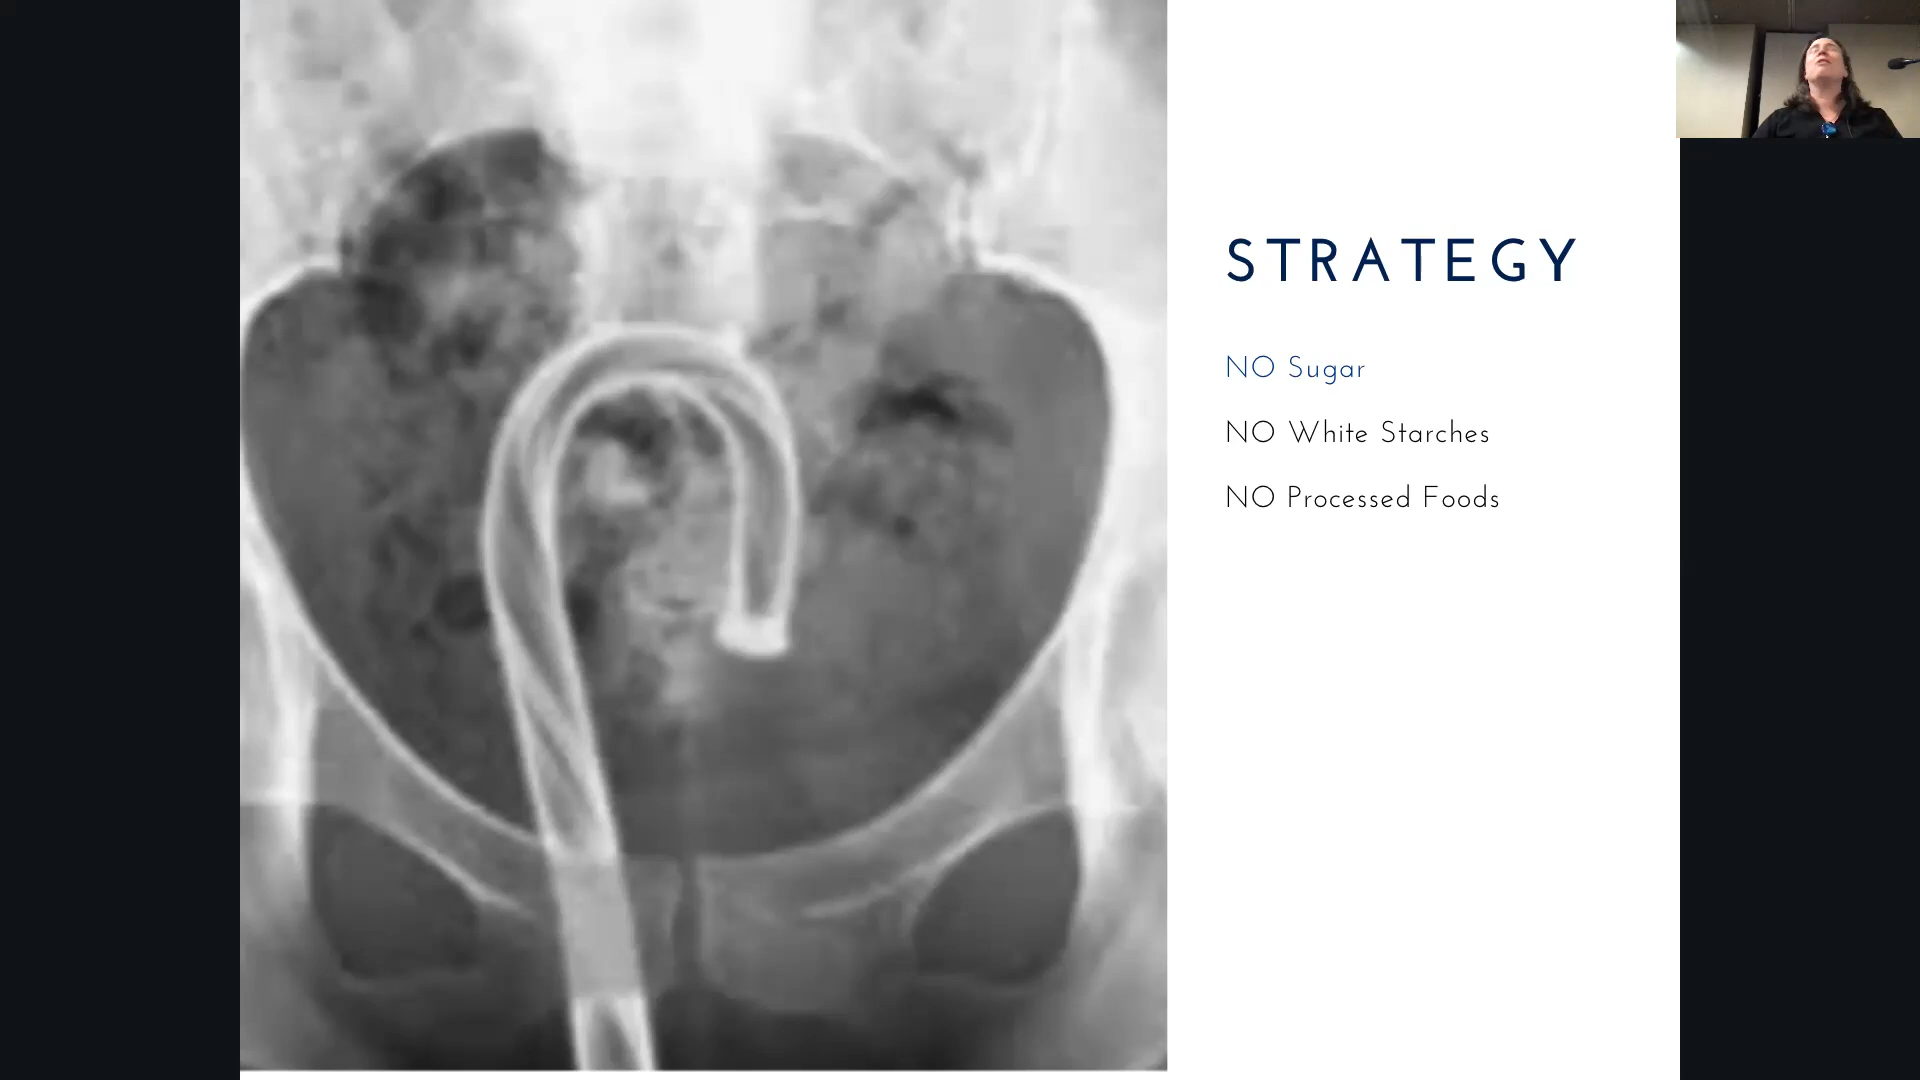 STRATEGY
NO Sugar
NO White Starches
NO Processed Foods